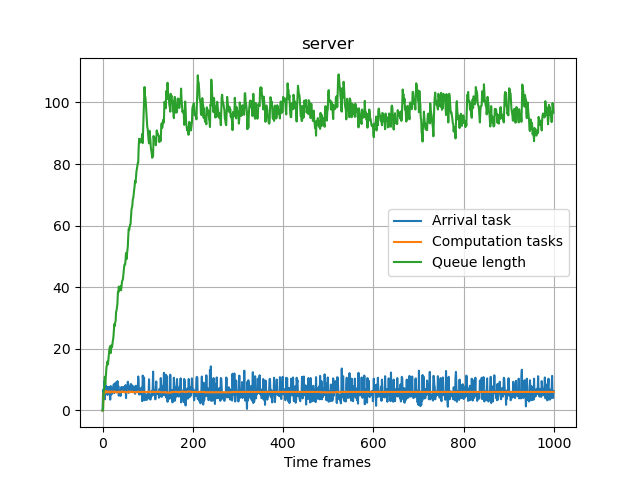 server
100
80
60
40
20
0
Arrival task
Computation tasks
Queue length
0 200 400 600 800 1000
Time frames